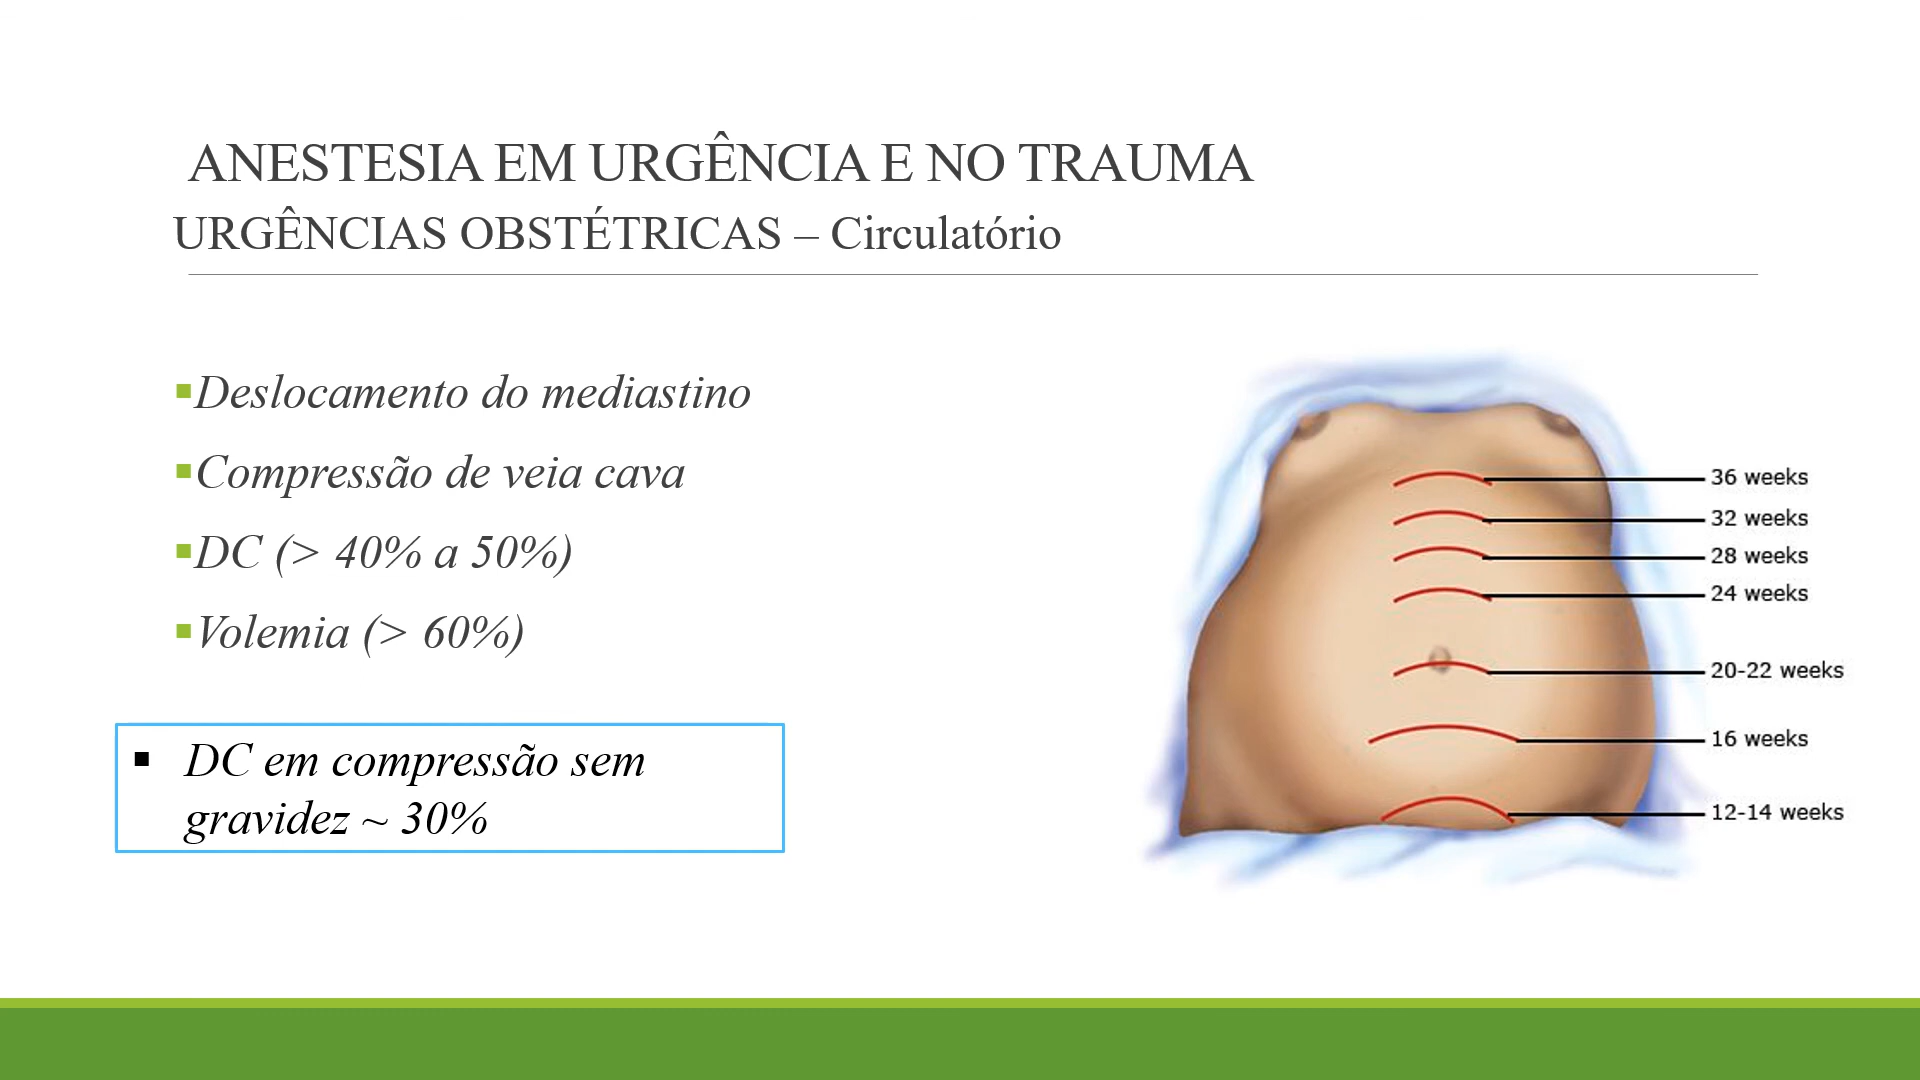 ANESTESIA EM URGÊNCIA E NO TRAUMA
URGÊNCIAS OBSTÉTRICAS – Circulatório
▪Deslocamento do mediastino
▪Compressão de veia cava
▪DC (> 40% a 50%)
▪Volemia (> 60%)
▪ DC em compressão sem
gravidez ~ 30%
36 weeks
32 weeks
28 weeks
24 weeks
20-22 weeks
16 weeks
12-14 weeks